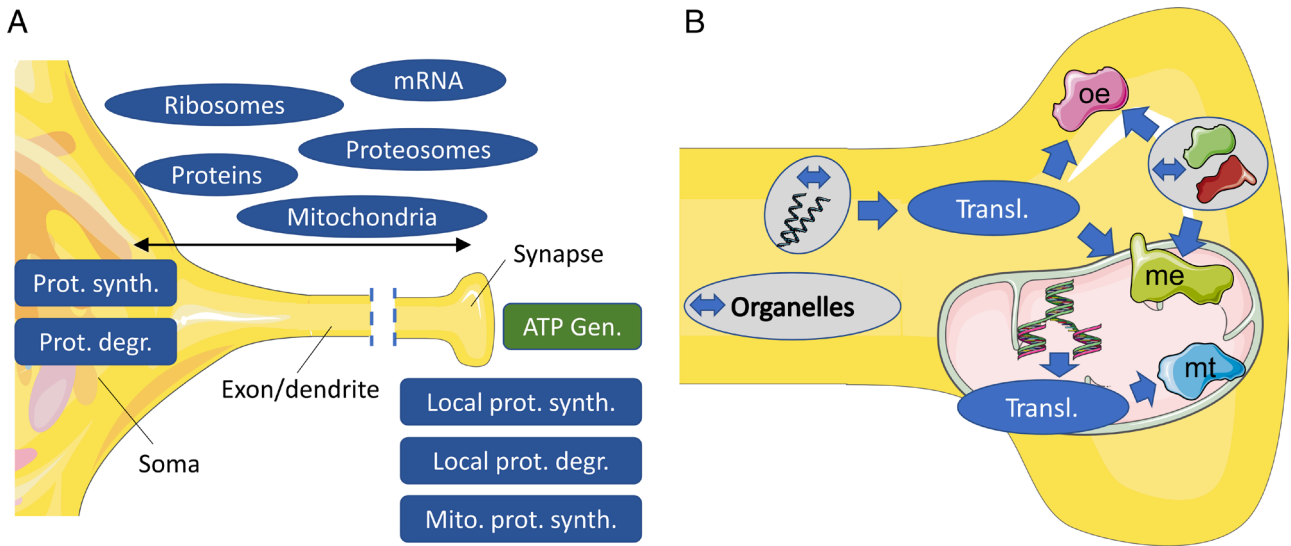 A
mRNA
Ribosomes
Proteosomes
Proteins
Mitochondria
Synapse
Prot. synth.
ATP Gen.
Prot. degr.
Exon/dendrite
Local prot. synth.
Soma
Local prot. degr.
Mito. prot. synth.
B
oe
Transl.
me
Organelles
mt
Transl.